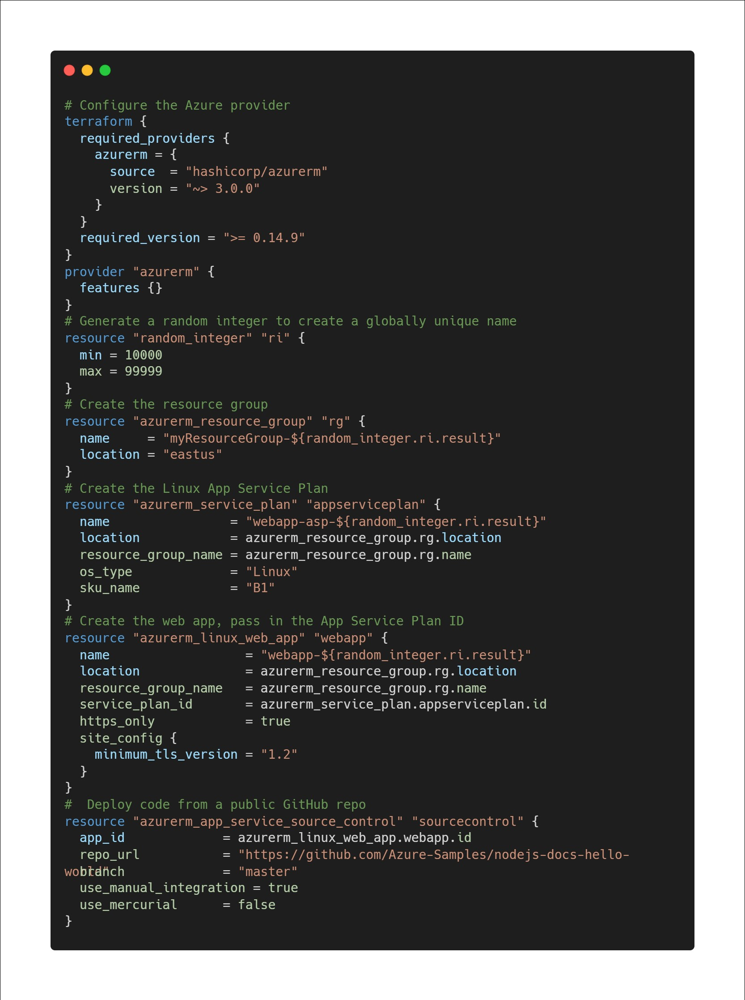 # Configure the Azure provider
terraform {
  required_providers {
    azurerm = {
      source  = "hashicorp/azurerm"
      version = "~> 3.0.0"
    }
  }
  required_version = ">= 0.14.9"
}
provider "azurerm" {
  features {}
}
# Generate a random integer to create a globally unique name
resource "random_integer" "ri" {
  min = 10000
  max = 99999
}
# Create the resource group
resource "azurerm_resource_group" "rg" {
  name     = "myResourceGroup-${random_integer.ri.result}"
  location = "eastus"
}
# Create the Linux App Service Plan
resource "azurerm_service_plan" "appserviceplan" {
  name                = "webapp-asp-${random_integer.ri.result}"
  location            = azurerm_resource_group.rg.location
  resource_group_name = azurerm_resource_group.rg.name
  os_type             = "Linux"
  sku_name            = "B1"
}
# Create the web app, pass in the App Service Plan ID
resource "azurerm_linux_web_app" "webapp" {
  name                  = "webapp-${random_integer.ri.result}"
  location              = azurerm_resource_group.rg.location
  resource_group_name   = azurerm_resource_group.rg.name
  service_plan_id       = azurerm_service_plan.appserviceplan.id
  https_only            = true
  site_config {
    minimum_tls_version = "1.2"
  }
}
#  Deploy code from a public GitHub repo
resource "azurerm_app_service_source_control" "sourcecontrol" {
  app_id             = azurerm_linux_web_app.webapp.id
  repo_url           = "https://github.com/Azure-Samples/nodejs-docs-hello-
world"
  branch             = "master"
  use_manual_integration = true
  use_mercurial      = false
}